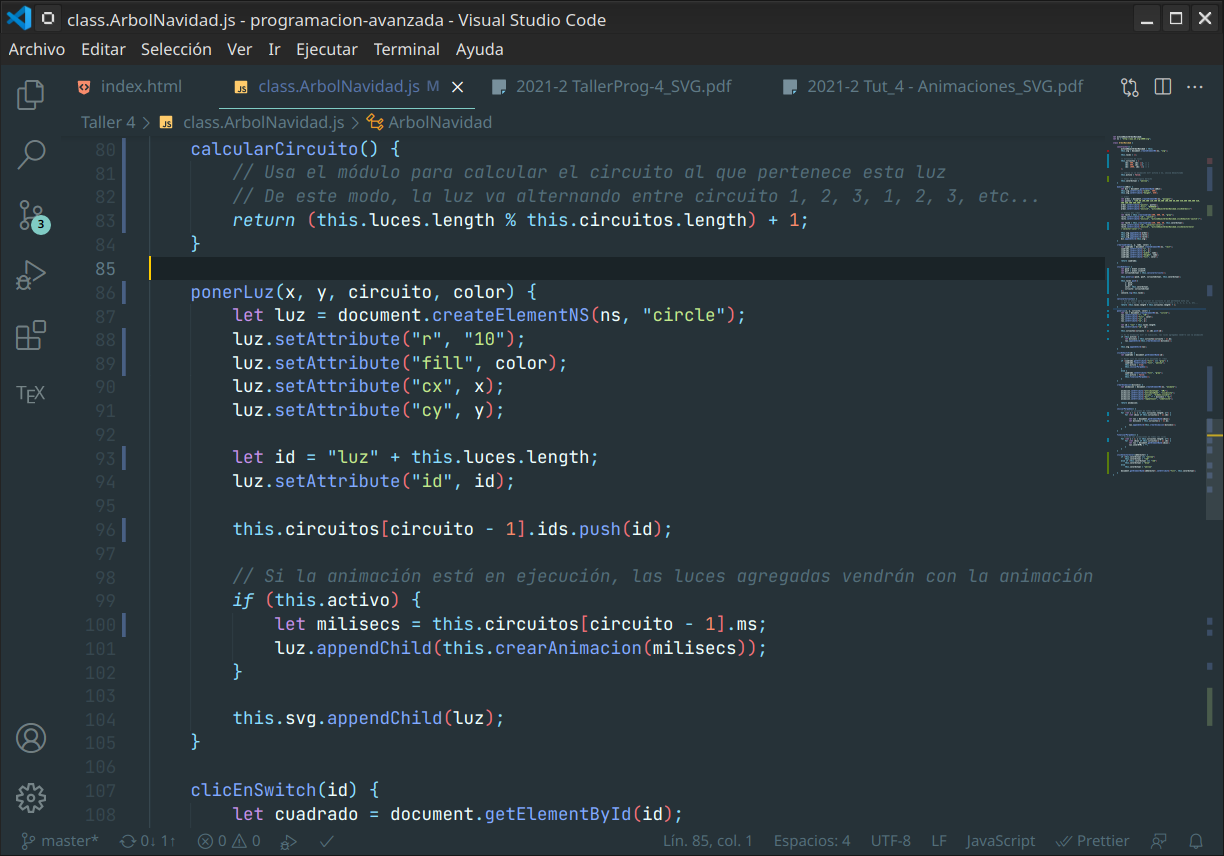 class.ArbolNavidad.js - programacion-avanzada - Visual Studio Code
Archivo Editar Selección Ver Ir Ejecutar Terminal Ayuda
index.html JS class.ArbolNavidad.js M 2021-2 TallerProg-4_SVG.pdf 2021-2 Tut_4 - Animaciones_SVG.pdf
Taller 4 > JS class.ArbolNavidad.js > ArbolNavidad
80 calcularCircuito() {
81 // Usa el módulo para calcular el circuito al que pertenece esta luz
82 // De este modo, la luz va alternando entre circuito 1, 2, 3, 1, 2, 3, etc...
83 return (this.luces.length % this.circuitos.length) + 1;
84 }
85
86 ponerLuz(x, y, circuito, color) {
87 let luz = document.createElementNS(ns, "circle");
88 luz.setAttribute("r", "10");
89 luz.setAttribute("fill", color);
90 luz.setAttribute("cx", x);
91 luz.setAttribute("cy", y);
92
93 let id = "luz" + this.luces.length;
94 luz.setAttribute("id", id);
95
96 this.circuitos[circuito - 1].ids.push(id);
97
98 // Si la animación está en ejecución, las luces agregadas vendrán con la animación
99 if (this.activo) {
100 let milisecs = this.circuitos[circuito - 1].ms;
101 luz.appendChild(this.crearAnimacion(milisecs));
102 }
103
104 this.svg.appendChild(luz);
105 }
106
107 clicEnSwitch(id) {
108 let cuadrado = document.getElementById(id);
3
TEX
master* 0↓ 1↑ 0 0 Lín. 85, col. 1 Espacios: 4 UTF-8 LF JavaScript Prettier